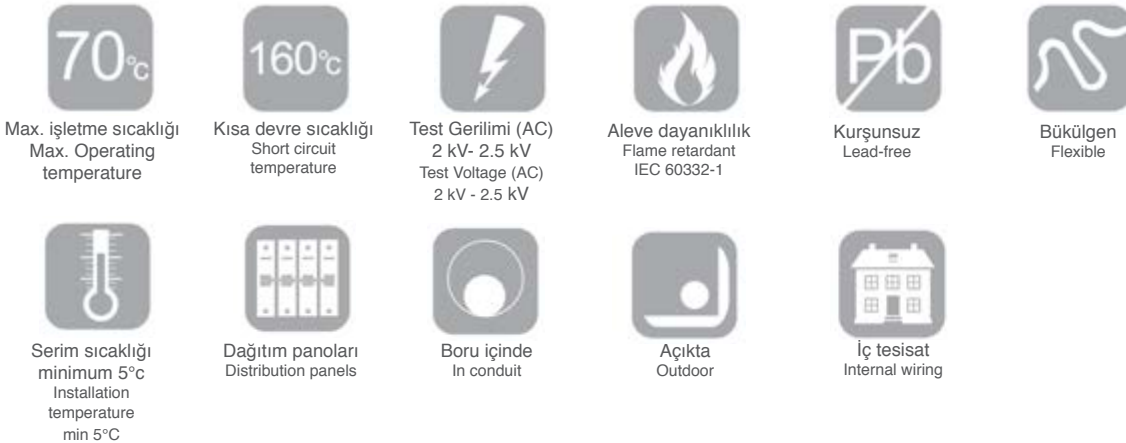 70°C
Max. işletme sıcaklığı
Max. Operating
temperature
160°C
Kısa devre sıcaklığı
Short circuit
temperature
Test Gerilimi (AC)
2 kV- 2.5 kV
Test Voltage (AC)
2 kV - 2.5 kV
Aleve dayanıklılık
Flame retardant
IEC 60332-1
Pb
Kurşunsuz
Lead-free
Bükülgen
Flexible
Serim sıcaklığı
minimum 5°c
Installation
temperature
min 5°C
Dağıtım panoları
Distribution panels
Boru içinde
In conduit
Açıkta
Outdoor
İç tesisat
Internal wiring